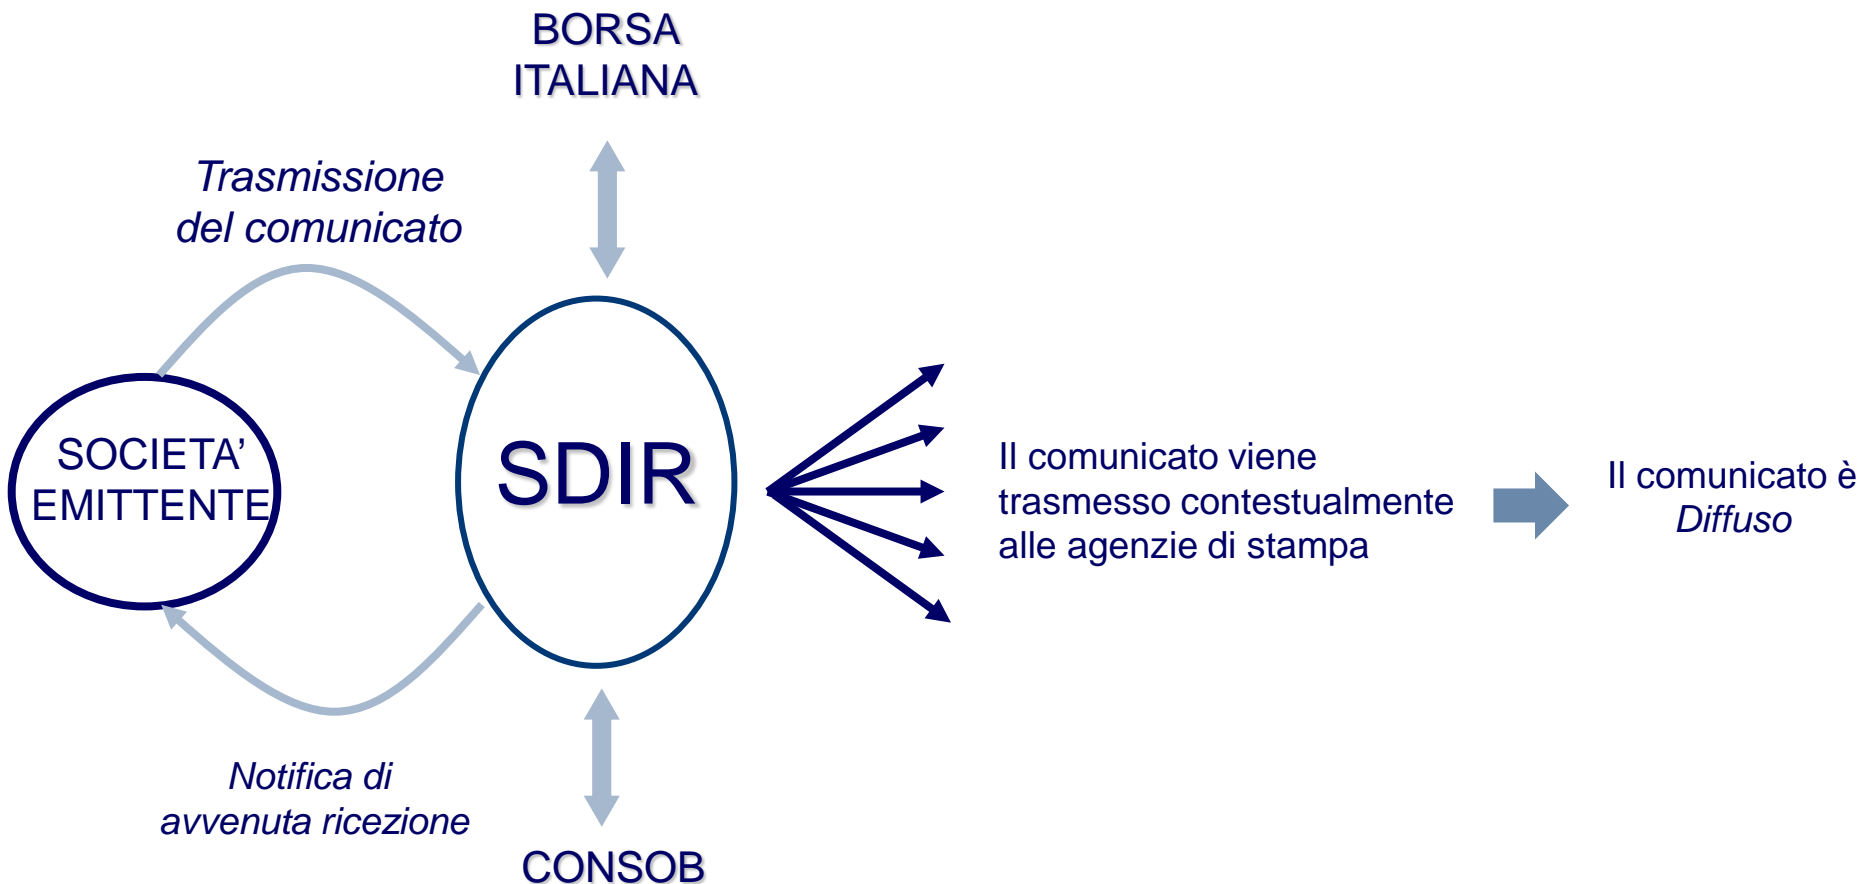 BORSA
ITALIANA
Trasmissione
del comunicato
SOCIETA’
EMITTENTE
SDIR
Il comunicato viene
trasmesso contestualmente
alle agenzie di stampa
Il comunicato è
Diffuso
Notifica di
avvenuta ricezione
CONSOB